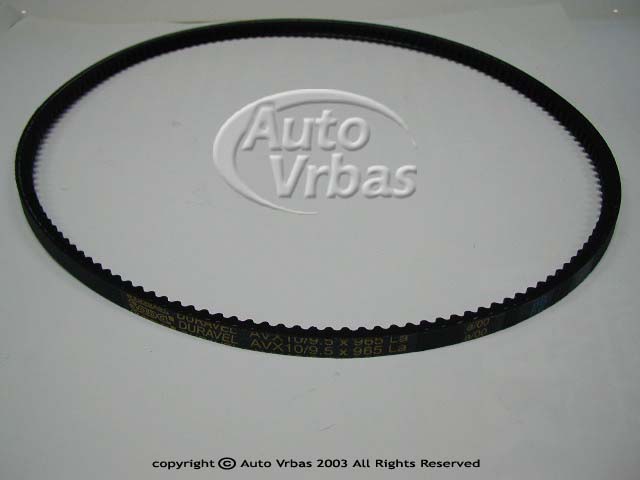 Auto
Vrbas
DURAVEL AVX10/9.5 x 965 La
DURAVEL AVX10/9.5 x 965 La
copyright © Auto Vrbas 2003 All Rights Reserved